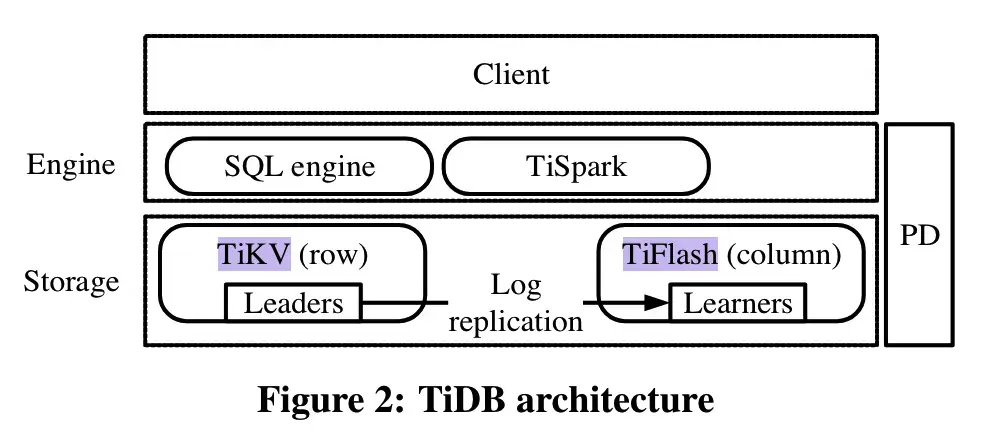 Client
Engine
SQL engine
TiSpark
PD
Storage
TiKV (row)
Leaders
Log
replication
TiFlash (column)
Learners
Figure 2: TiDB architecture